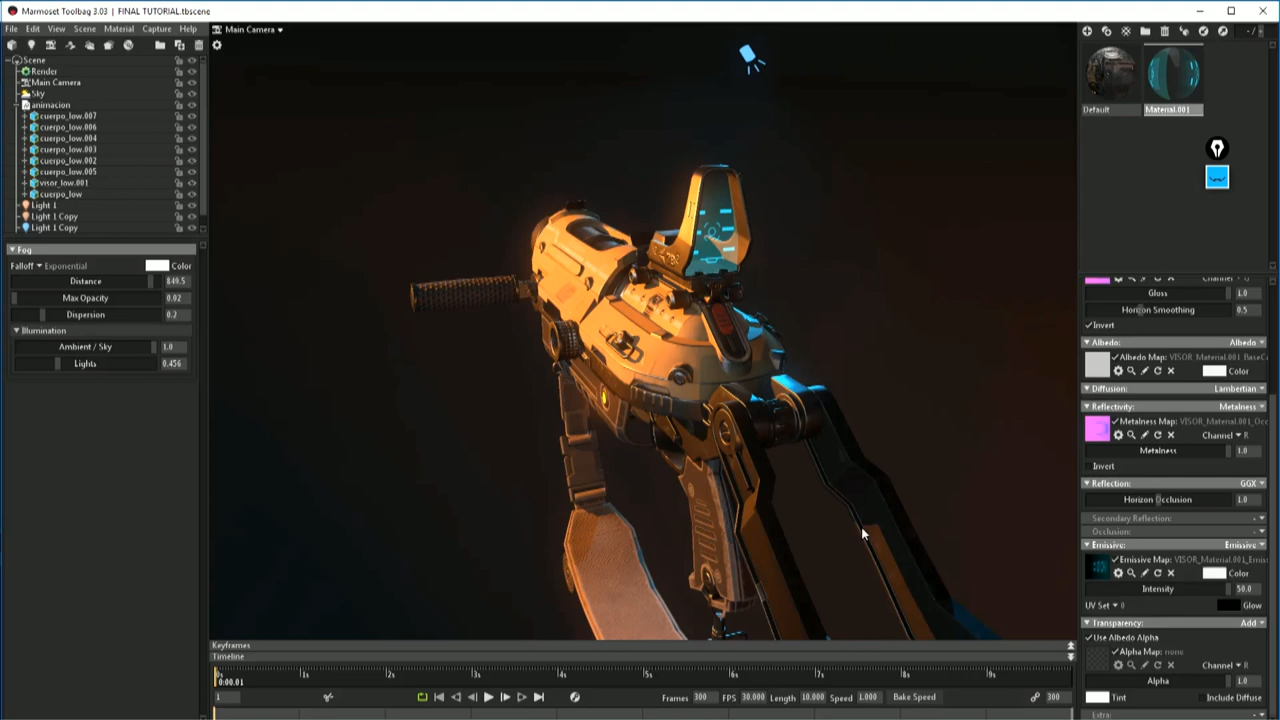 Marmoset Toolbag 3.03 | FINAL TUTORIAL.tbscene
File Edit View Scene Material Capture Help
Main Camera
Scene
Render
Main Camera
Sky
animacion
cuerpo_low.007
cuerpo_low.006
cuerpo_low.004
cuerpo_low.003
cuerpo_low.002
cuerpo_low.005
visor_low.001
cuerpo_low
Light 1
Light 1 Copy
Light 1 Copy
Fog
Falloff Exponential Color
Distance 849.5
Max Opacity 0.02
Dispersion 0.2
Illumination
Ambient / Sky 1.0
Lights 0.456
Default Material.001
Gloss 1.0
Horizon Smoothing 0.5
Invert
Albedo: Albedo
Albedo Map: VISOR_Material.001_BaseC
Color
Diffusion: Lambertian
Reflectivity: Metalness
Metalness Map: VISOR_Material.001_Occ
Channel R
Metalness 1.0
Invert
Reflection: GGX
Horizon Occlusion 1.0
Secondary Reflection: -
Occlusion: -
Emissive: Emissive
Emissive Map: VISOR_Material.001_Emiss
Color
Intensity 50.0
UV Set 0 Glow
Transparency: Add
Use Albedo Alpha
Alpha Map: none
Channel R
Alpha 1.0
Tint Include Diffuse
Extra:
Keyframes
Timeline
0s 1s 2s 3s 4s 5s 6s 7s 8s 9s
0:00.01
1 Frames 300 FPS 30.000 Length 10.000 Speed 1.000 Bake Speed 300